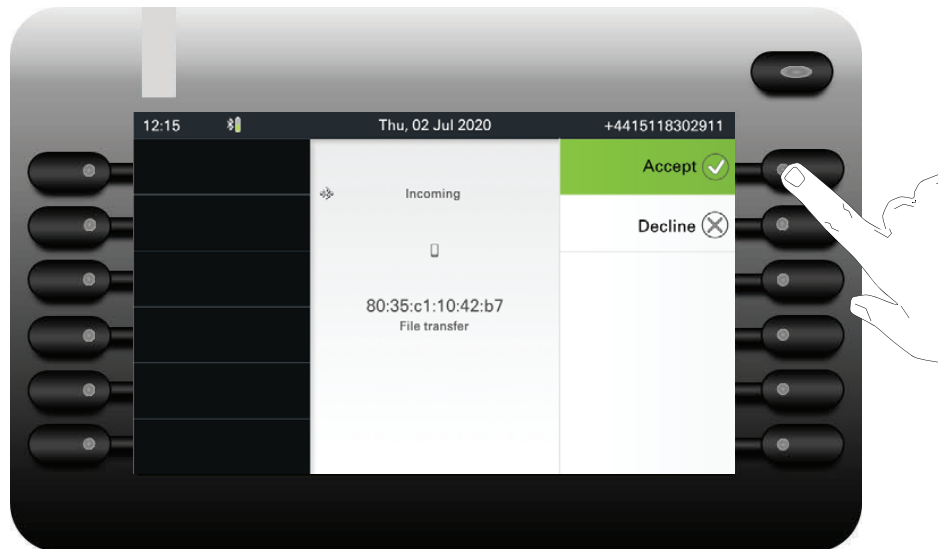 12:15 Thu, 02 Jul 2020 +4415118302911
Accept
Incoming
Decline
80:35:c1:10:42:b7
File transfer